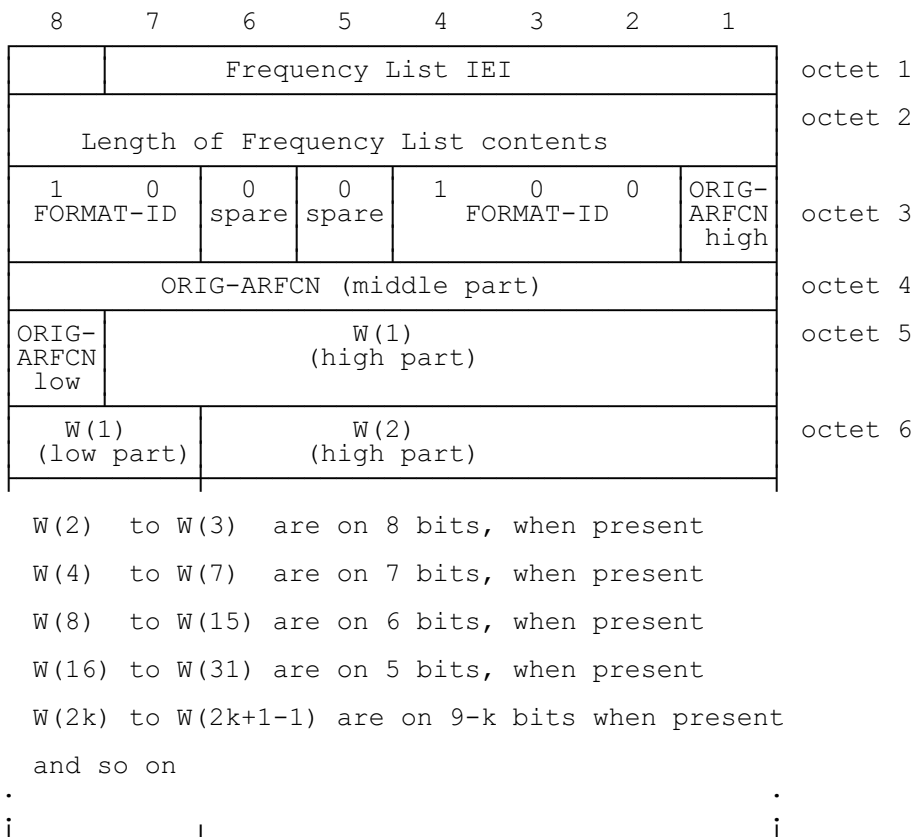 8 7 6 5 4 3 2 1
Frequency List IEI octet 1
octet 2
Length of Frequency List contents
1 0 0 0 1 0 0 ORIG-
FORMAT-ID spare spare FORMAT-ID ARFCN octet 3
high
ORIG-ARFCN (middle part) octet 4
ORIG- W(1) octet 5
ARFCN (high part)
low
W(1) W(2) octet 6
(low part) (high part)
W(2) to W(3) are on 8 bits, when present
W(4) to W(7) are on 7 bits, when present
W(8) to W(15) are on 6 bits, when present
W(16) to W(31) are on 5 bits, when present
W(2k) to W(2k+1-1) are on 9-k bits when present
and so on